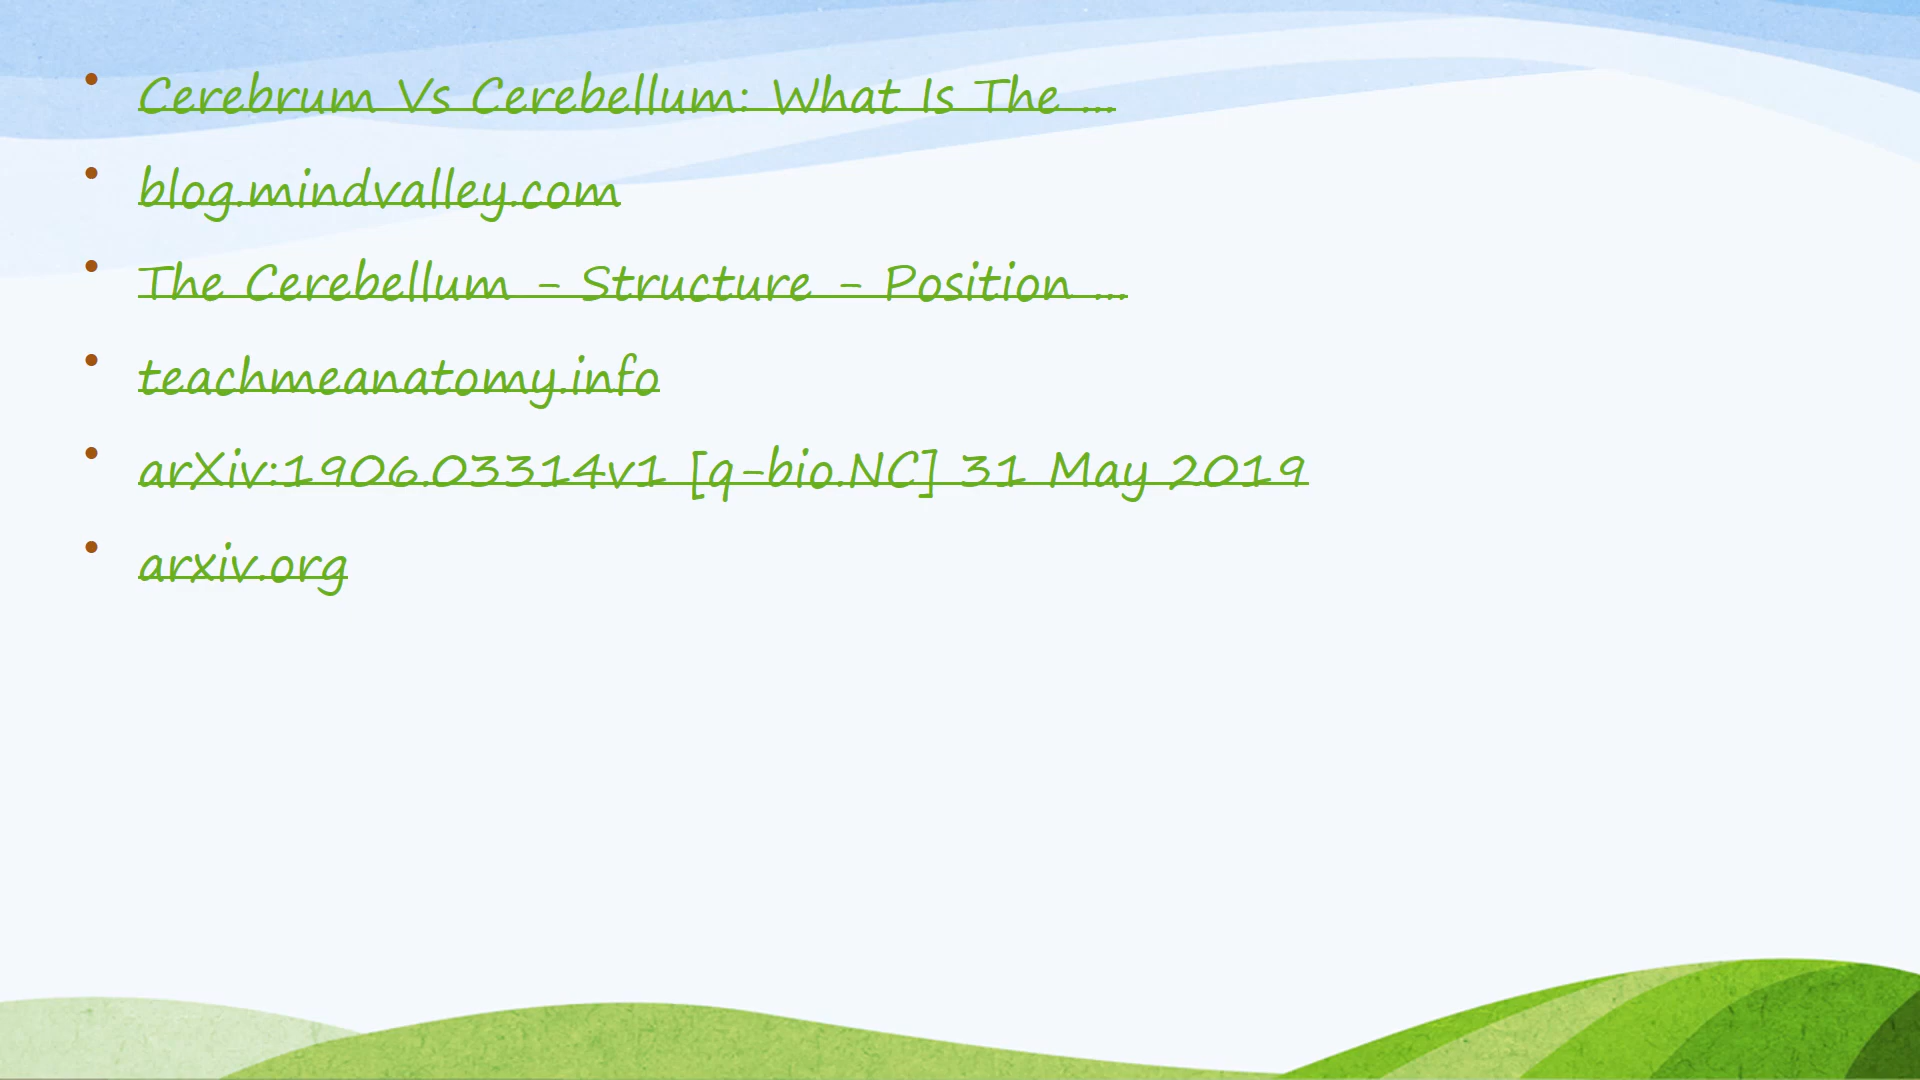 • Cerebrum Vs Cerebellum: What Is The ...
• blog.mindvalley.com
• The Cerebellum - Structure - Position ...
• teachmeanatomy.info
• arXiv:1906.03314v1 [q-bio.NC] 31 May 2019
• arxiv.org